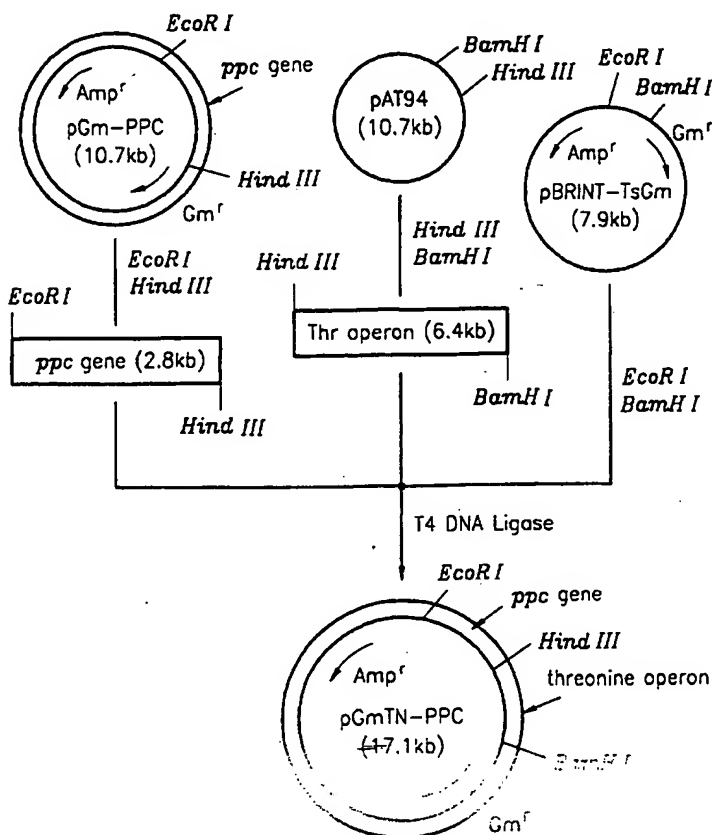 EcoR I
ppc gene
Amp^r
pGm-PPC
(10.7kb)
Hind III
Gm^r
BamH I
Hind III
pAT94
(10.7kb)
EcoR I
BamH I
Gm^r
Amp^r
pBRINT-TsGm
(7.9kb)
EcoR I
Hind III
EcoR I
ppc gene (2.8kb)
Hind III
Hind III
BamH I
Hind III
Thr operon (6.4kb)
BamH I
EcoR I
BamH I
T4 DNA Ligase
EcoR I
ppc gene
Hind III
Amp^r
threonine operon
pGmTN-PPC
(17.1kb)
BamH I
Gm^r